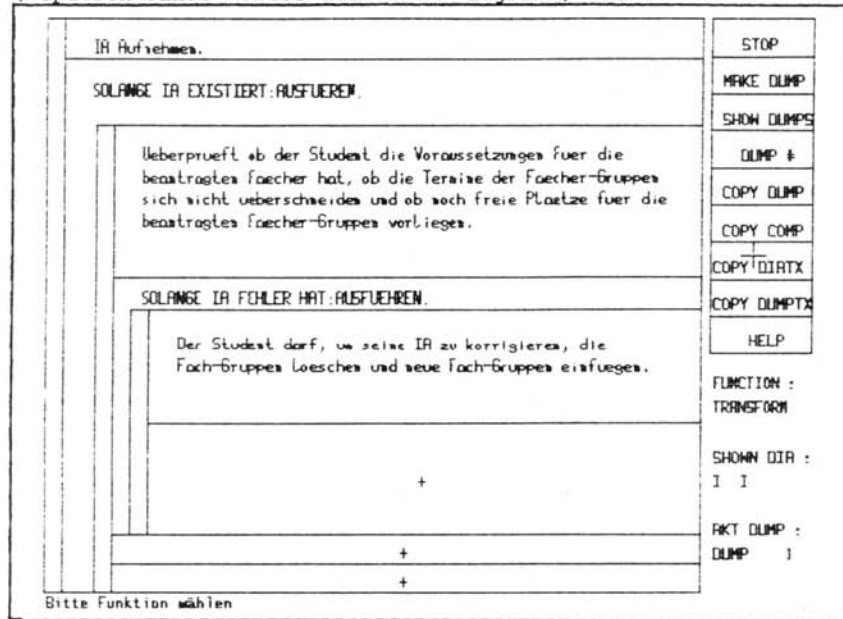 IA Aufnehmen.
SOLANGE IA EXISTIERT:AUSFUEREN.
Ueberprueft ob der Student die Voraussetzungen fuer die
beantragten Faecher hat, ob die Termine der Faecher-Gruppen
sich nicht ueberschneiden und ob noch freie Plaetze fuer die
beantragten Faecher-Gruppen vorliegen.
SOLANGE IA FEHLER HAT:AUSFUEHREN.
Der Student darf, um seine IA zu korrigieren, die
Fach-Gruppen loeschen und neue Fach-Gruppen einfuegen.
+
+
+
Bitte Funktion wählen
STOP
MAKE DUMP
SHOW DUMPS
DUMP #
COPY DUMP
COPY COMP
COPY DIATX
COPY DUMPTX
HELP
FUNCTION :
TRANSFORM
SHOWN DIA :
1 1
AKT DUMP :
DUMP 1